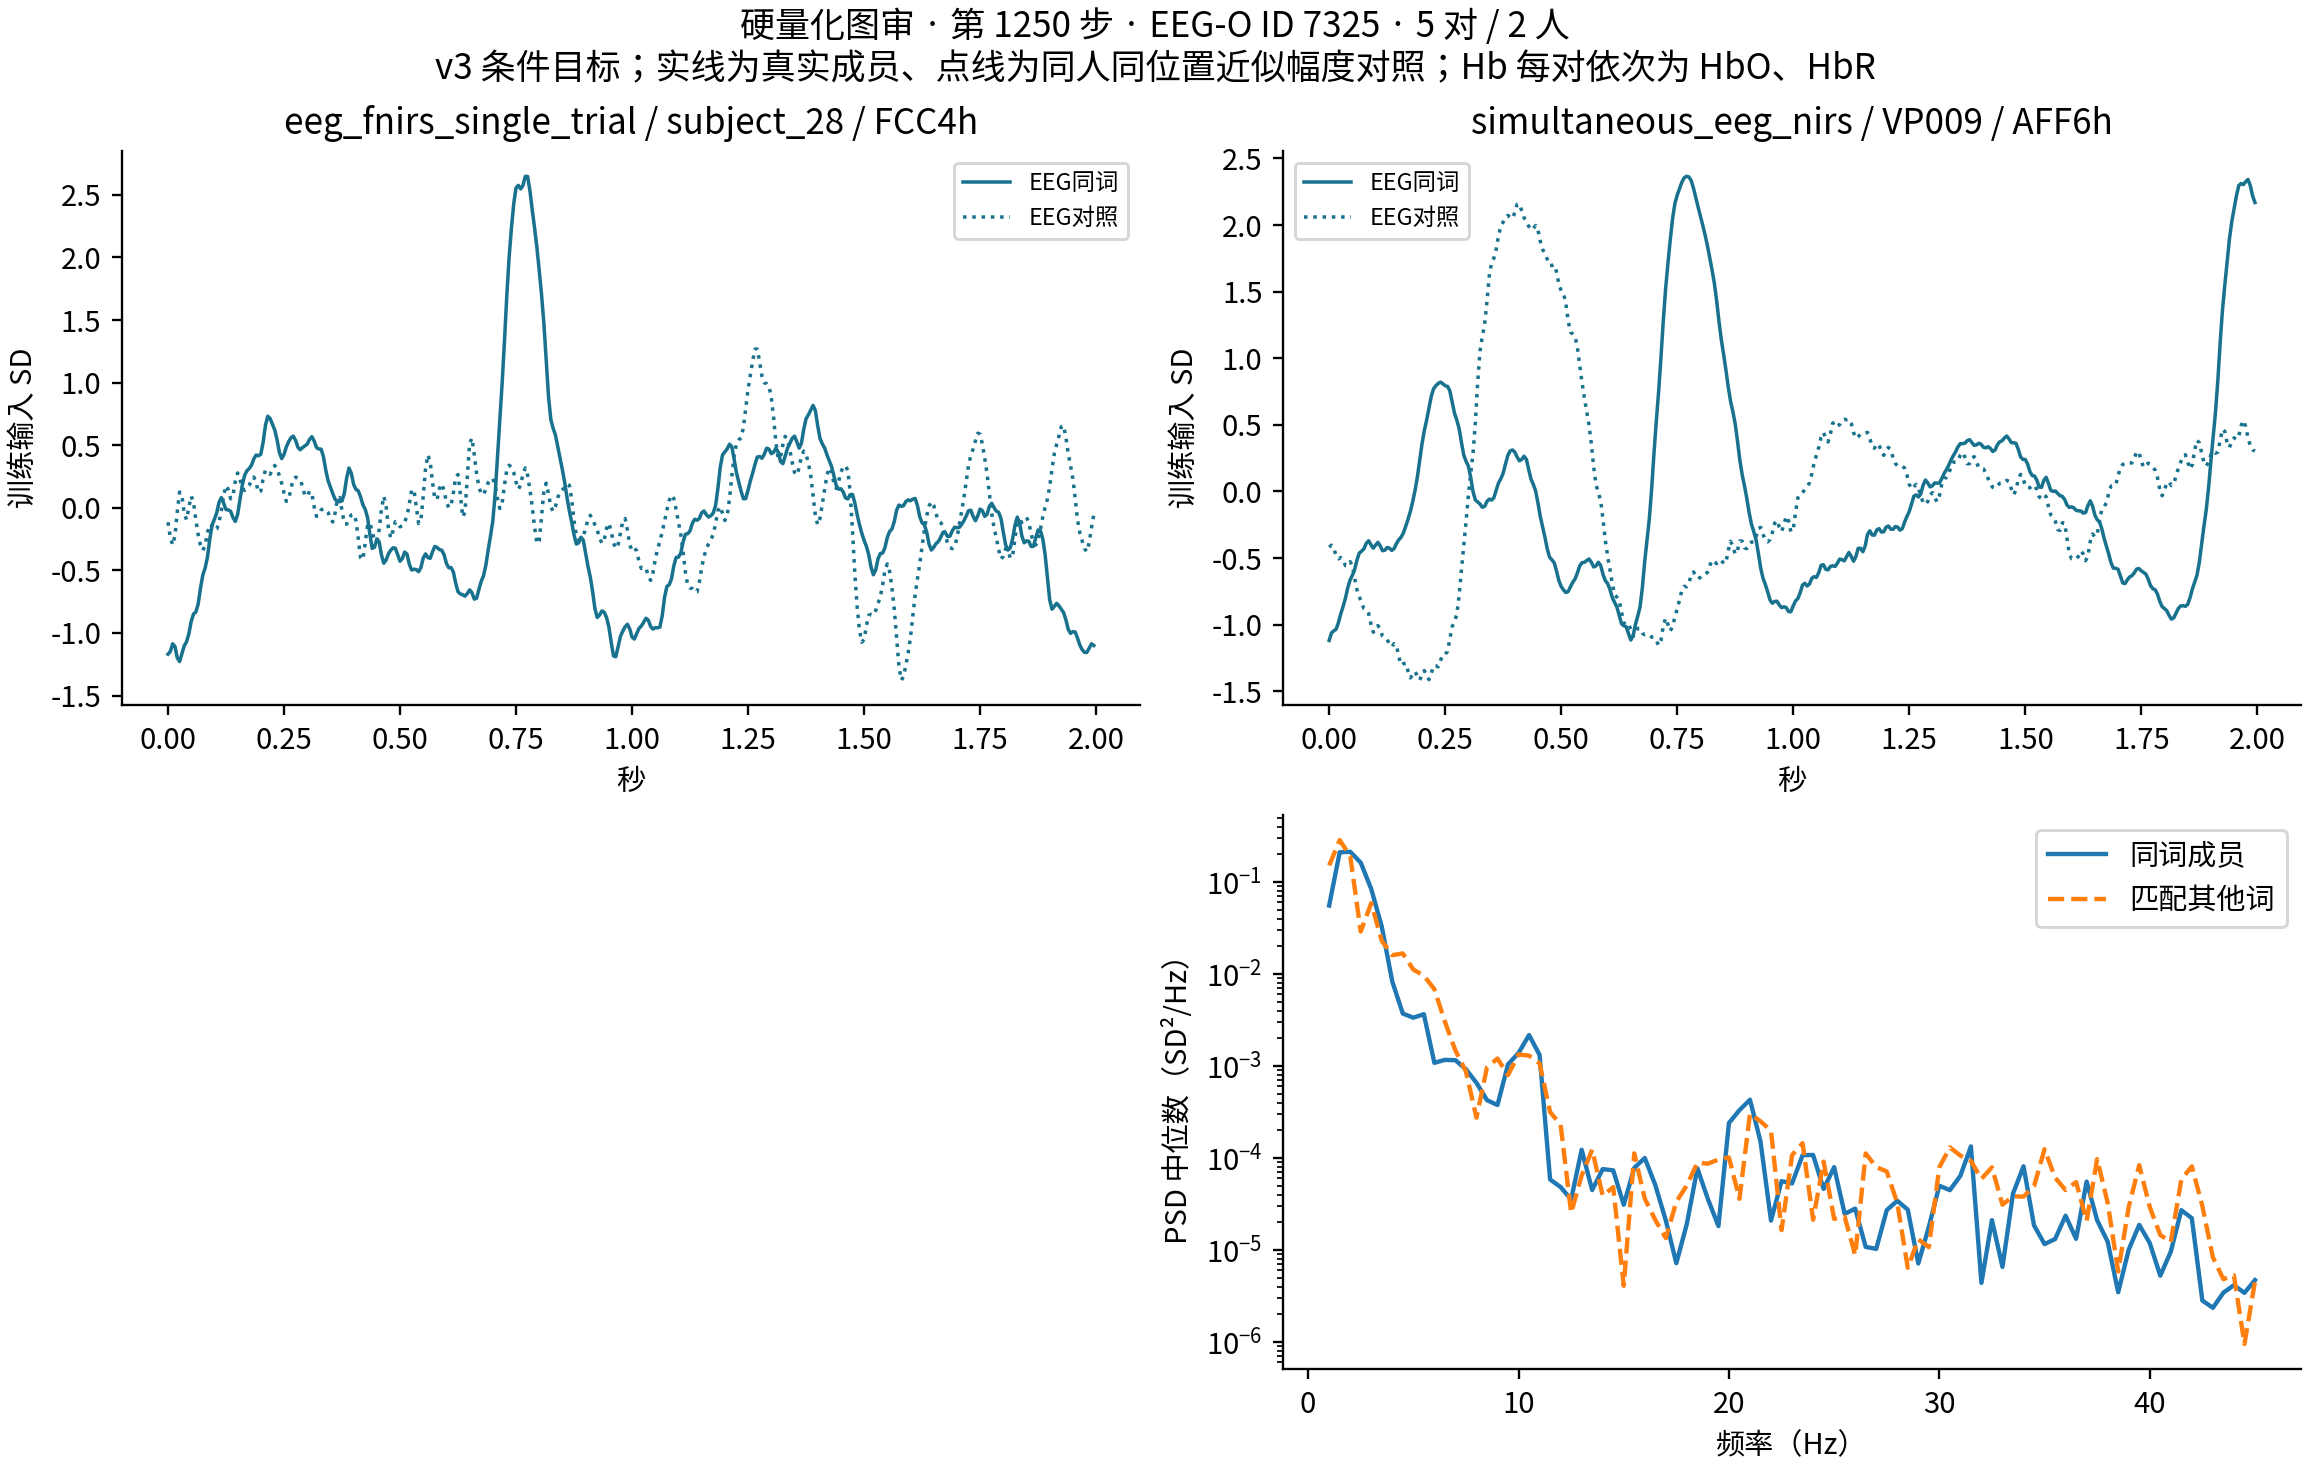 硬量化图审 · 第 1250 步 · EEG-O ID 7325 · 5 对 / 2 人
v3 条件目标；实线为真实成员、点线为同人同位置近似幅度对照；Hb 每对依次为 HbO、HbR
eeg_fnirs_single_trial / subject_28 / FCC4h
EEG同词
EEG对照
训练输入 SD
2.5
2.0
1.5
1.0
0.5
0.0
-0.5
-1.0
-1.5
0.00 0.25 0.50 0.75 1.00 1.25 1.50 1.75 2.00
秒
simultaneous_eeg_nirs / VP009 / AFF6h
EEG同词
EEG对照
训练输入 SD
2.5
2.0
1.5
1.0
0.5
0.0
-0.5
-1.0
-1.5
0.00 0.25 0.50 0.75 1.00 1.25 1.50 1.75 2.00
秒
同词成员
匹配其他词
PSD 中位数（SD²/Hz）
10⁻¹
10⁻²
10⁻³
10⁻⁴
10⁻⁵
10⁻⁶
0 10 20 30 40
频率（Hz）